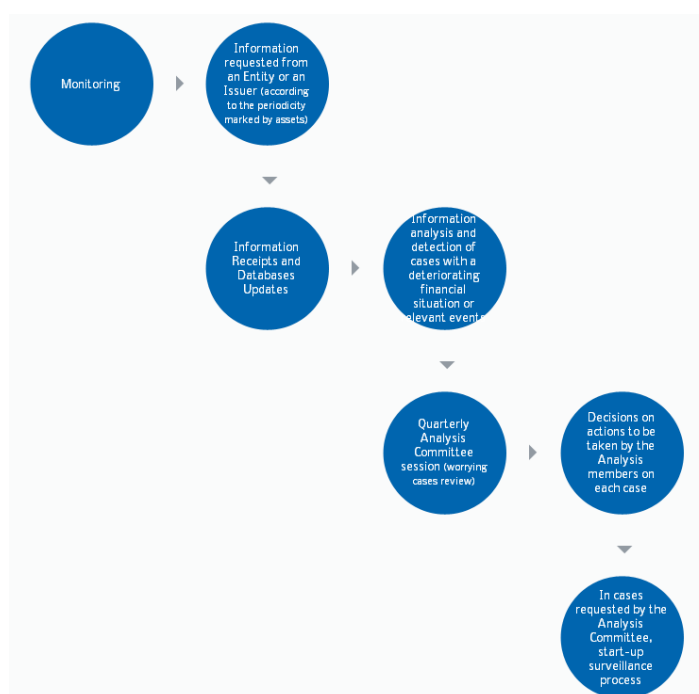 Monitoring
Information
requested from
an Entity or an
Issuer (according
to the periodicity
marked by assets)
Information
Receipts and
Databases
Updates
Information
analysis and
detection of
cases with a
deteriorating
financial
situation or
relevant events
Quarterly
Analysis
Committee
session (worrying
cases review)
Decisions on
actions to be
taken by the
Analysis
members on
each case
In cases
requested by the
Analysis
Committee,
start-up
surveillance
process